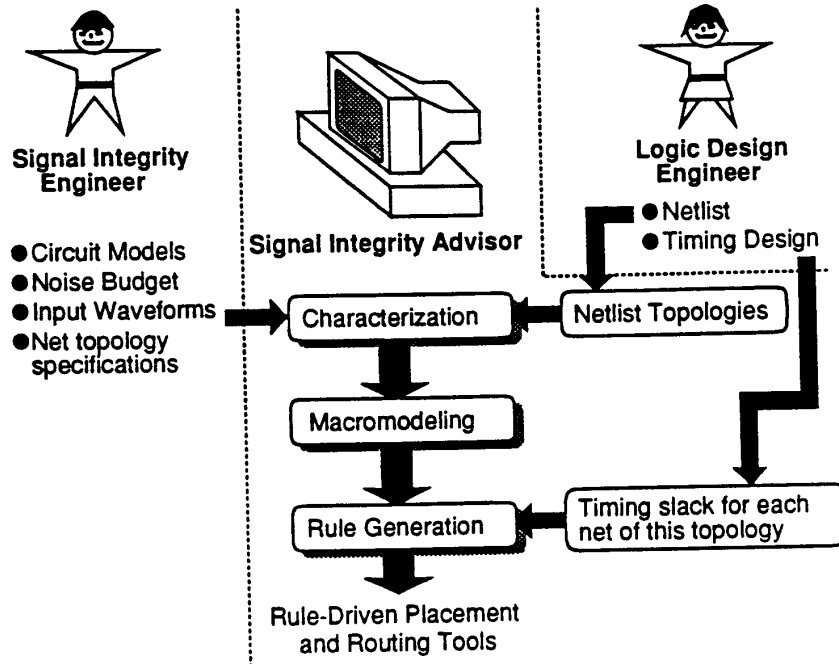 Signal Integrity
Engineer
● Circuit Models
● Noise Budget
● Input Waveforms
● Net topology
specifications
Signal Integrity Advisor
Logic Design
Engineer
● Netlist
● Timing Design
Characterization
Netlist Topologies
Macromodeling
Rule Generation
Timing slack for each
net of this topology
Rule-Driven Placement
and Routing Tools